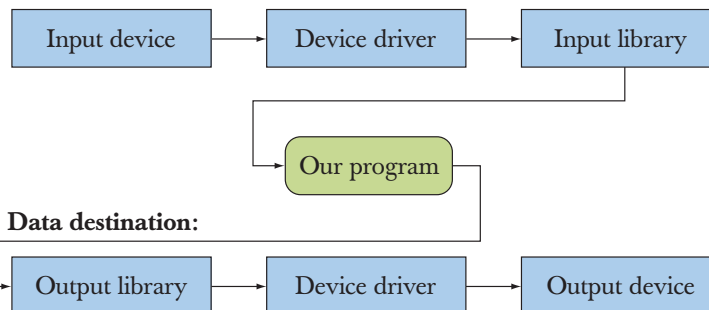 Input device Device driver Input library
Our program
Data destination:
Output library Device driver Output device